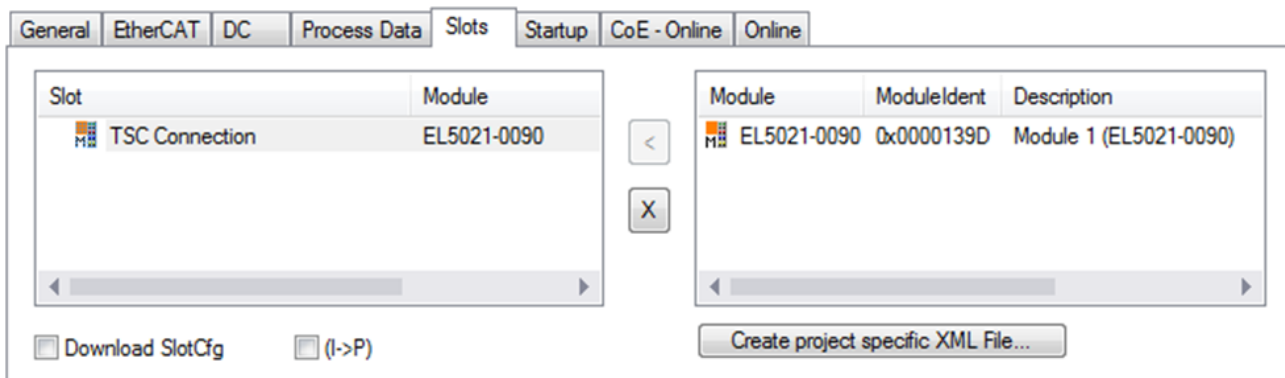 General EtherCAT DC Process Data Slots Startup CoE - Online Online
Slot Module
TSC Connection EL5021-0090
<
X
Module ModuleIdent Description
EL5021-0090 0x0000139D Module 1 (EL5021-0090)
Download SlotCfg (I->P)
Create project specific XML File...